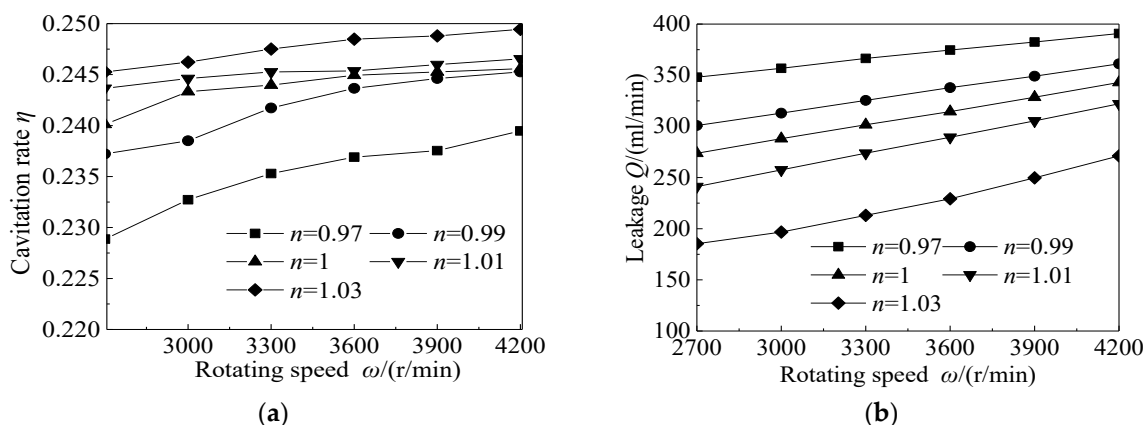 0.250
0.245
0.240
0.235
0.230
0.225
0.220
Cavitation rate η
n=0.97 n=0.99
n=1 n=1.01
n=1.03
3000 3300 3600 3900 4200
Rotating speed ω/(r/min)
(a)
400
350
300
250
200
150
100
Leakage Q/(ml/min)
n=0.97 n=0.99
n=1 n=1.01
n=1.03
2700 3000 3300 3600 3900 4200
Rotating speed ω/(r/min)
(b)